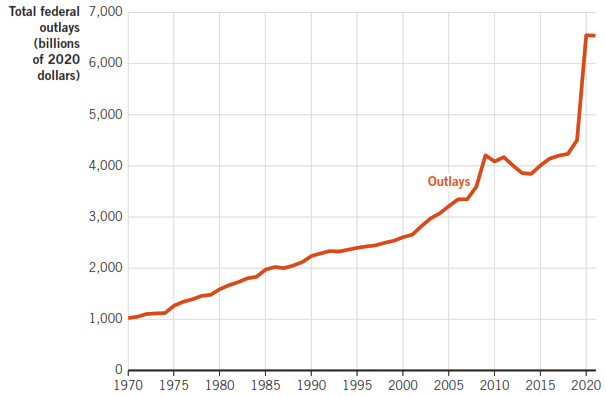 Total federal
outlays
(billions
of 2020
dollars)
7,000
6,000
5,000
4,000
3,000
2,000
1,000
0
Outlays
1970 1975 1980 1985 1990 1995 2000 2005 2010 2015 2020